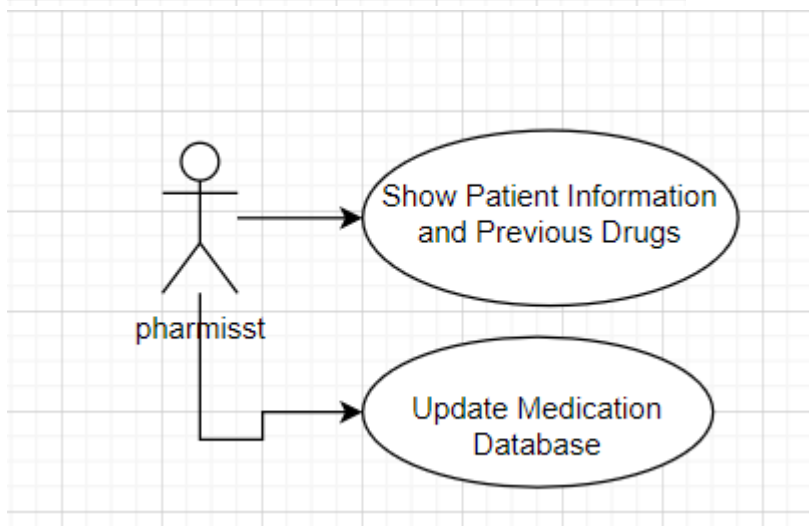 Show Patient Information
and Previous Drugs
pharmisst
Update Medication
Database